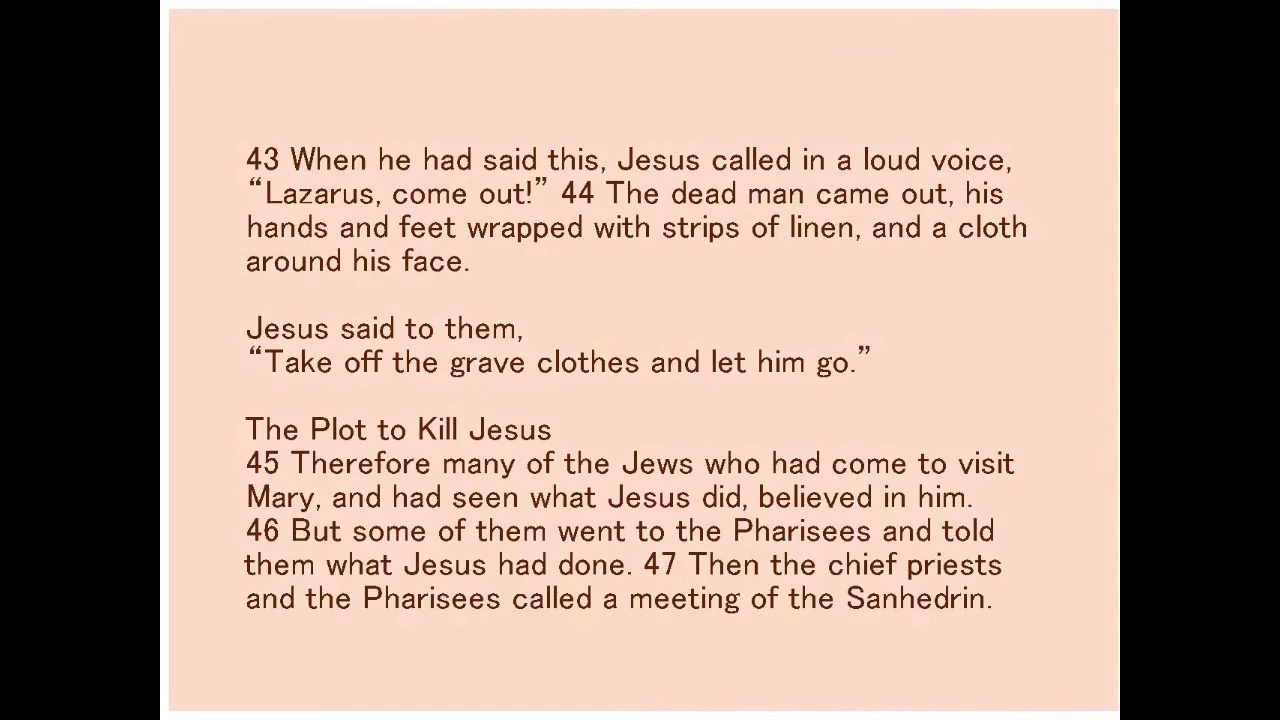 43 When he had said this, Jesus called in a loud voice,
“Lazarus, come out!” 44 The dead man came out, his
hands and feet wrapped with strips of linen, and a cloth
around his face.
Jesus said to them,
“Take off the grave clothes and let him go.”
The Plot to Kill Jesus
45 Therefore many of the Jews who had come to visit
Mary, and had seen what Jesus did, believed in him.
46 But some of them went to the Pharisees and told
them what Jesus had done. 47 Then the chief priests
and the Pharisees called a meeting of the Sanhedrin.